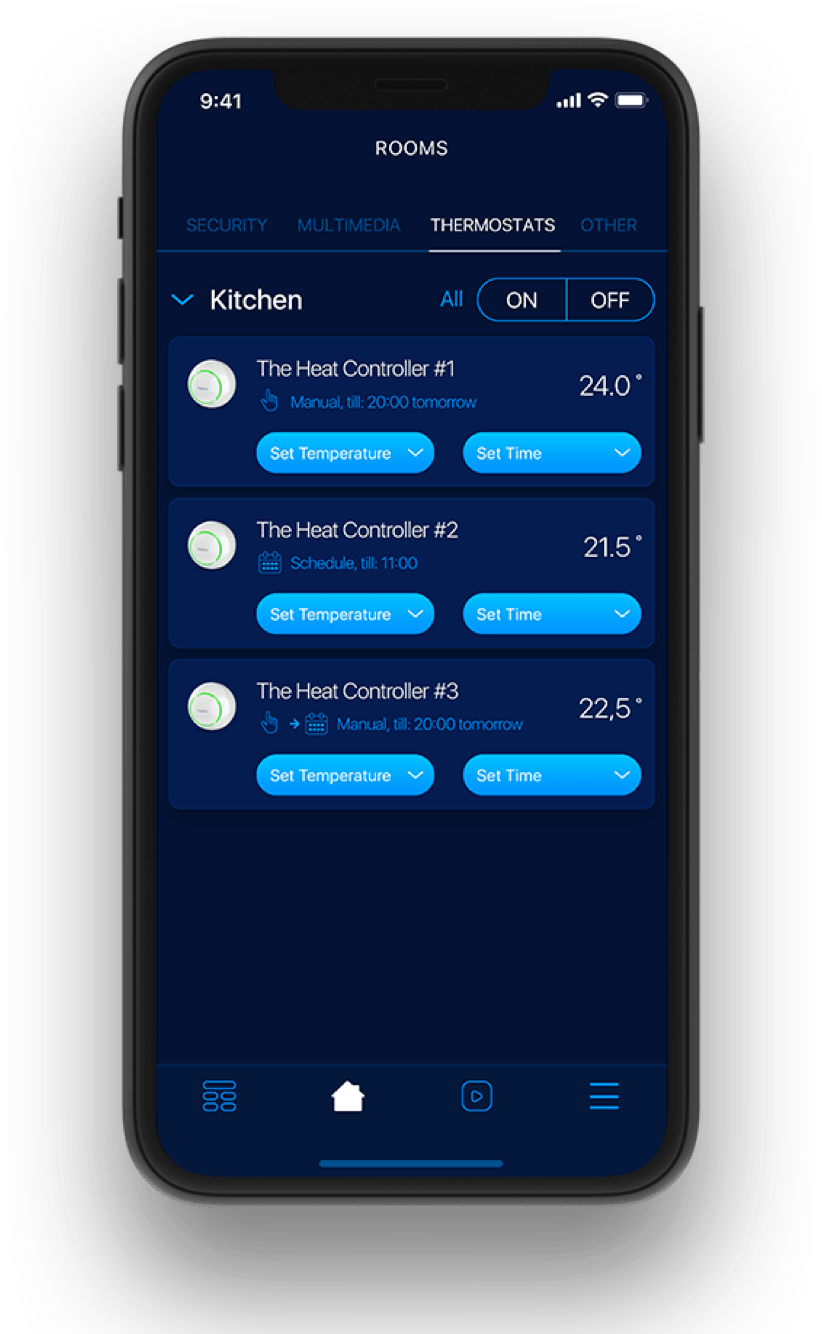 9:41
ROOMS
SECURITY MULTIMEDIA THERMOSTATS OTHER
Kitchen All ON OFF
The Heat Controller #1
24.0°
Manual, till: 20:00 tomorrow
Set Temperature Set Time
The Heat Controller #2
21.5°
Schedule, till: 11:00
Set Temperature Set Time
The Heat Controller #3
22,5°
Manual, till: 20:00 tomorrow
Set Temperature Set Time